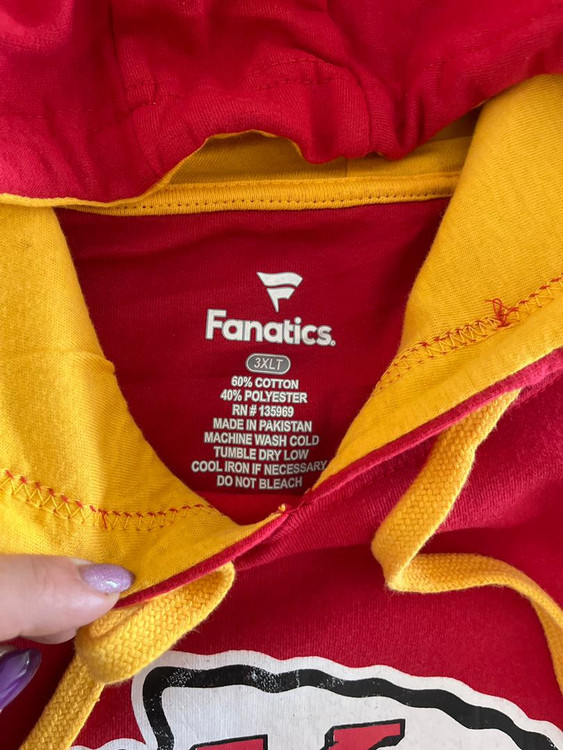 Fanatics.
3XLT
60% COTTON
40% POLYESTER
RN # 135969
MADE IN PAKISTAN
MACHINE WASH COLD
TUMBLE DRY LOW
COOL IRON IF NECESSARY
DO NOT BLEACH